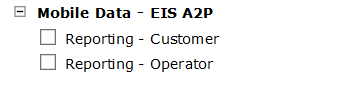 Mobile Data - EIS A2P
Reporting - Customer
Reporting - Operator